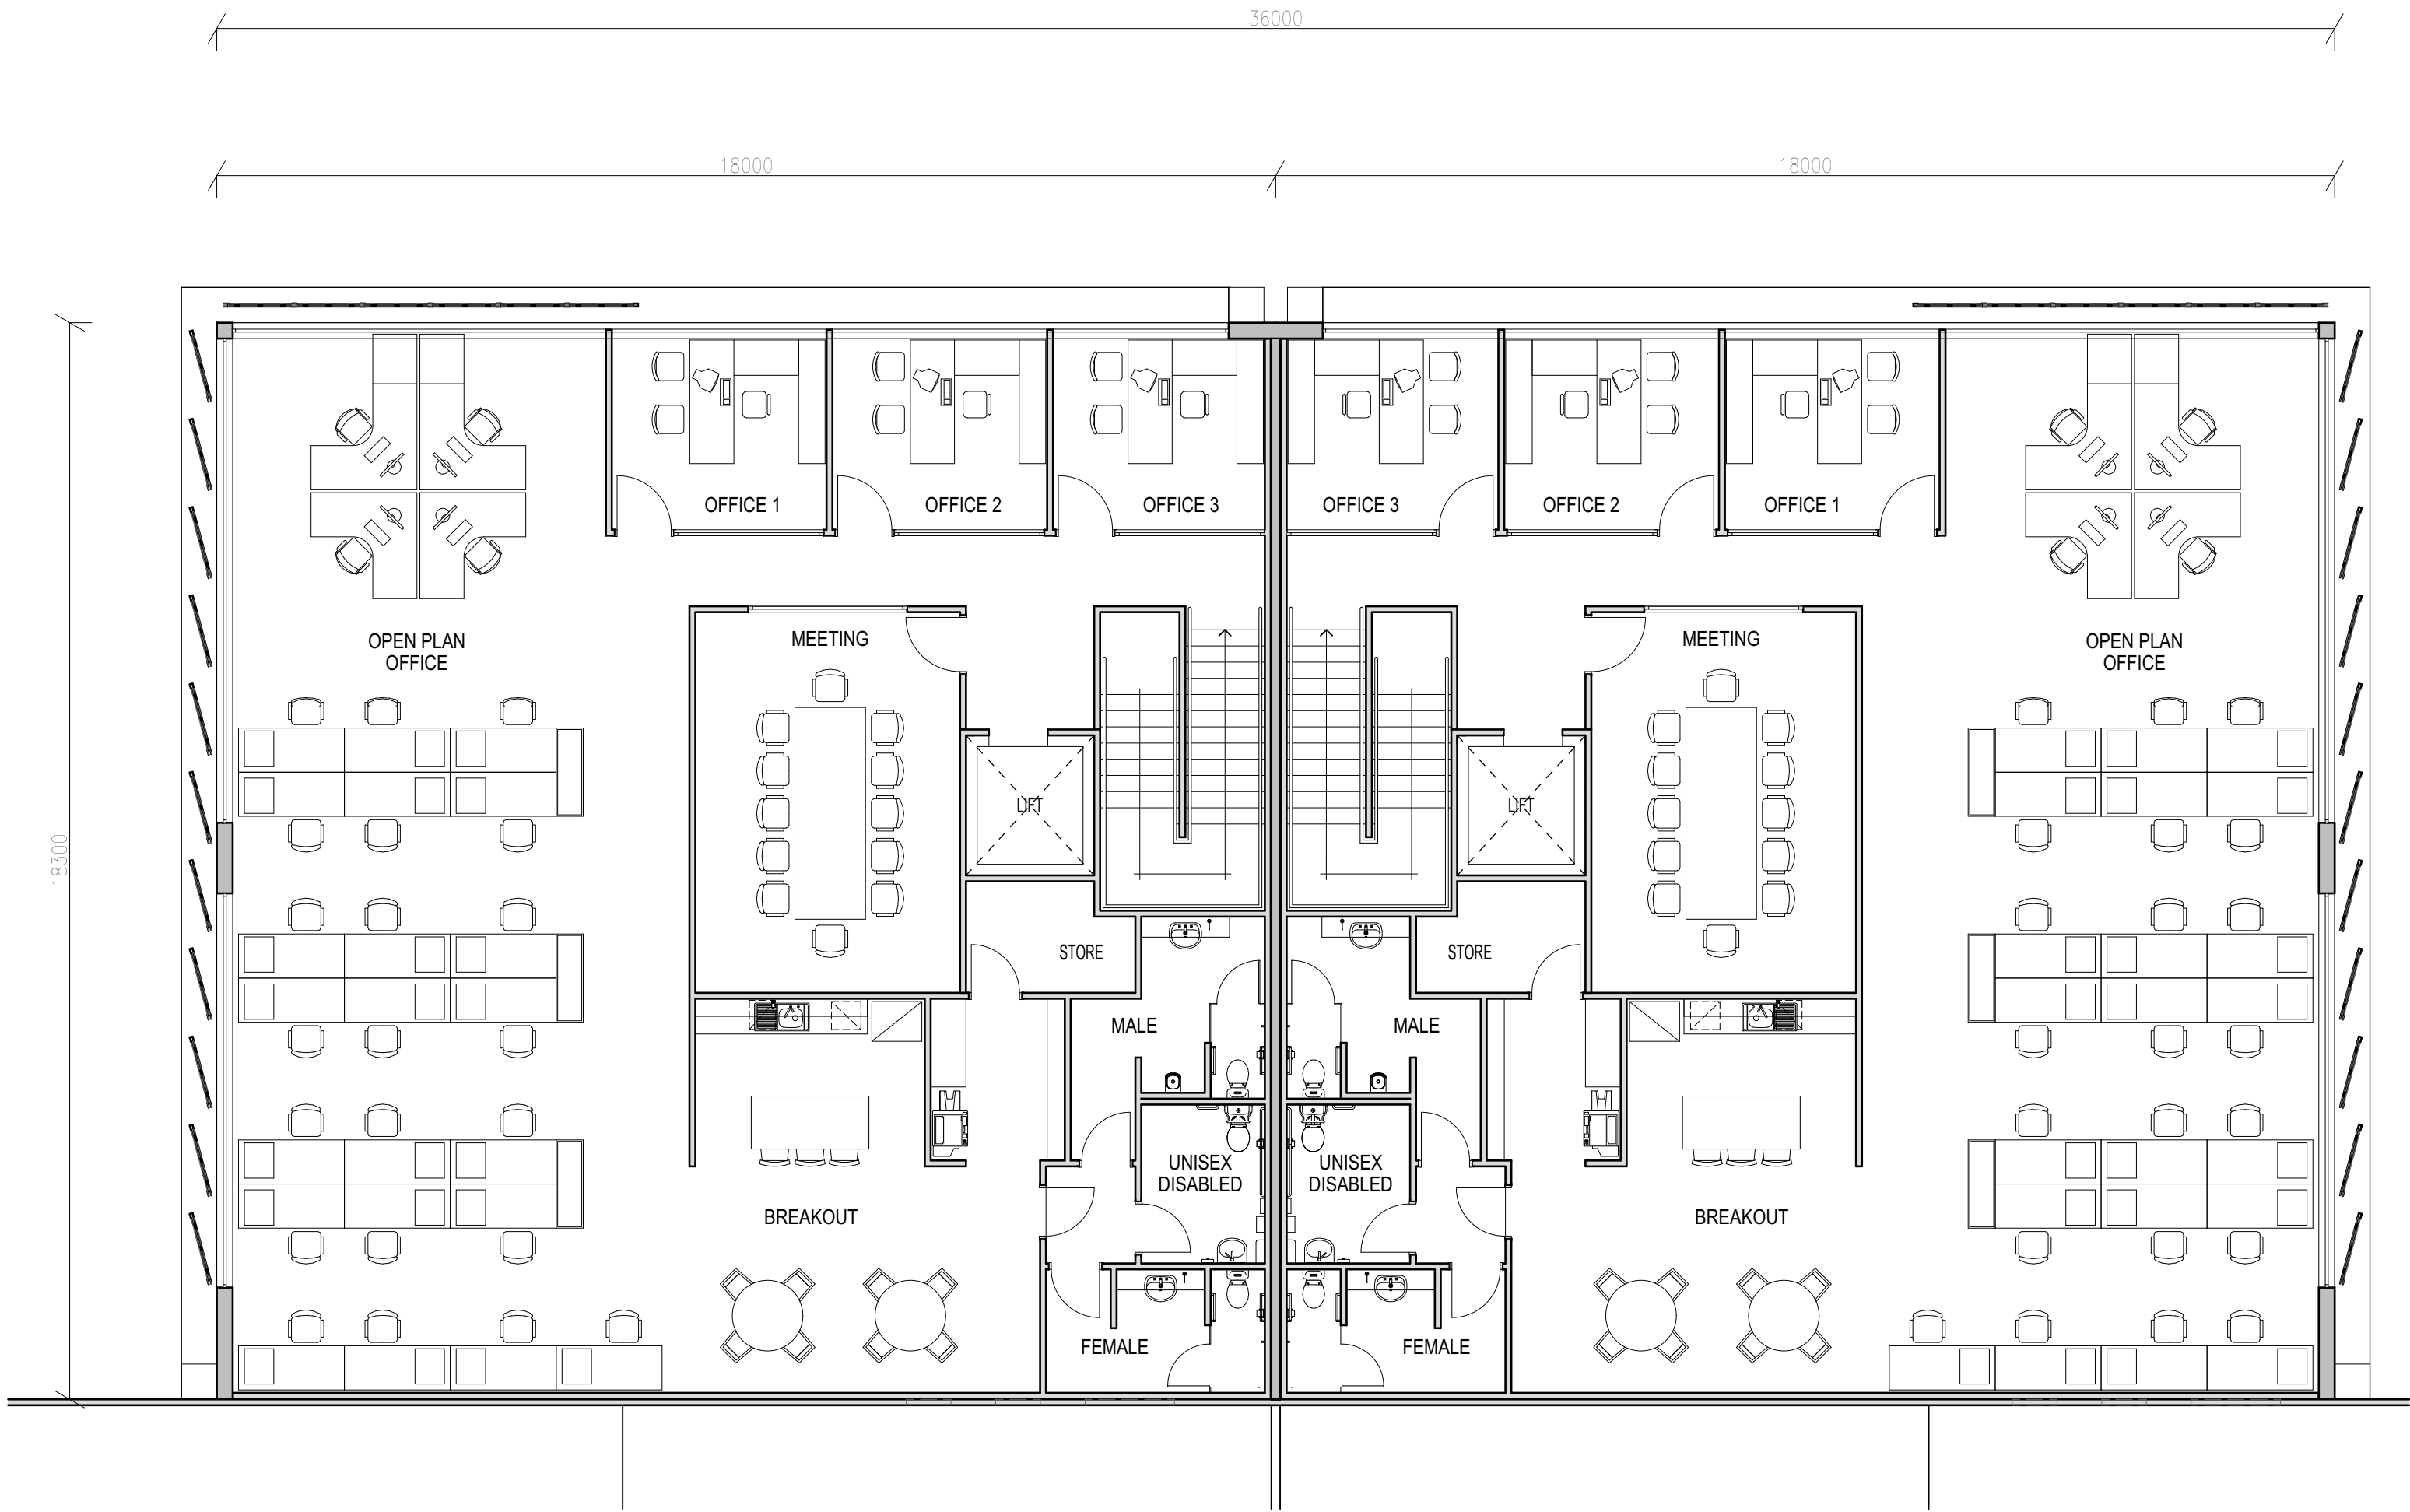 36000
18000
18000
18300
OFFICE 1
OFFICE 2
OFFICE 3
OFFICE 3
OFFICE 2
OFFICE 1
OPEN PLAN
OFFICE
MEETING
MEETING
OPEN PLAN
OFFICE
LIFT
LIFT
STORE
STORE
MALE
MALE
UNISEX
DISABLED
UNISEX
DISABLED
BREAKOUT
BREAKOUT
FEMALE
FEMALE